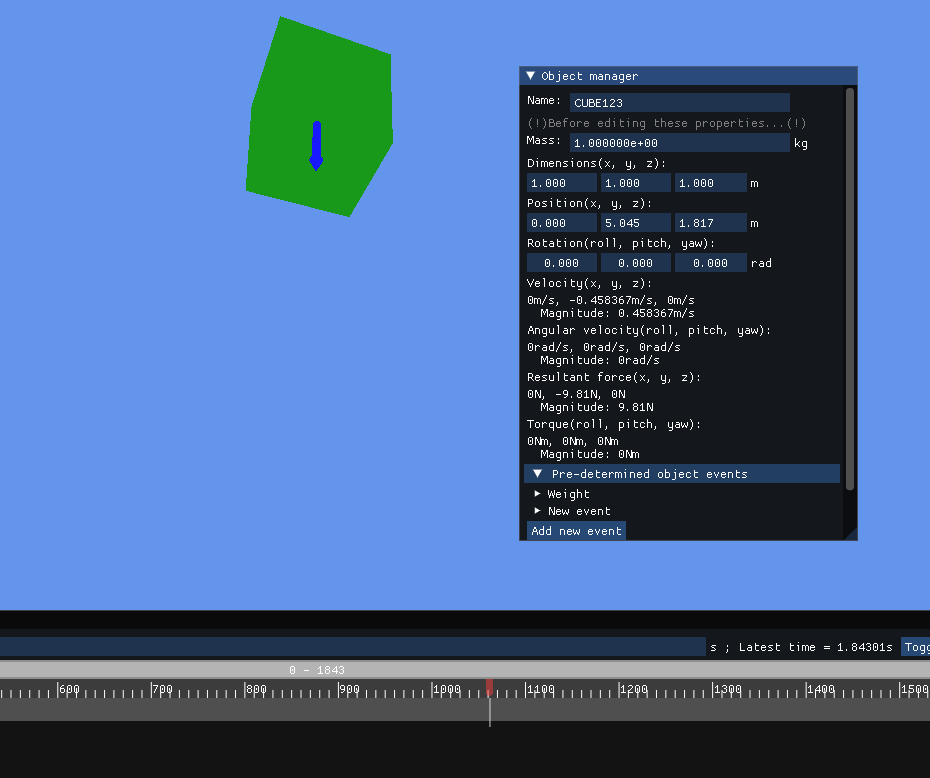 Object manager
Name: CUBE123
(!)Before editing these properties...(!)
Mass: 1.000000e+00 kg
Dimensions(x, y, z):
1.000 1.000 1.000 m
Position(x, y, z):
0.000 5.045 1.817 m
Rotation(roll, pitch, yaw):
0.000 0.000 0.000 rad
Velocity(x, y, z):
0m/s, -0.458367m/s, 0m/s
Magnitude: 0.458367m/s
Angular velocity(roll, pitch, yaw):
0rad/s, 0rad/s, 0rad/s
Magnitude: 0rad/s
Resultant force(x, y, z):
0N, -9.81N, 0N
Magnitude: 9.81N
Torque(roll, pitch, yaw):
0Nm, 0Nm, 0Nm
Magnitude: 0Nm
Pre-determined object events
Weight
New event
Add new event
s ; Latest time = 1.84301s Togg
0 - 1843
600 700 800 900 1000 1100 1200 1300 1400 1500